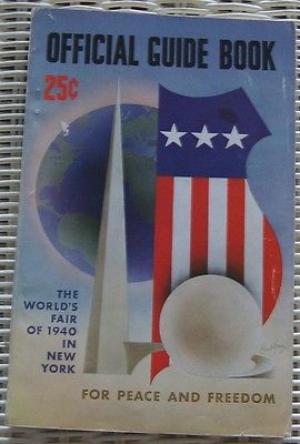 OFFICIAL GUIDE BOOK
25¢
THE
WORLD'S
FAIR
OF 1940
IN
NEW
YORK
FOR PEACE AND FREEDOM